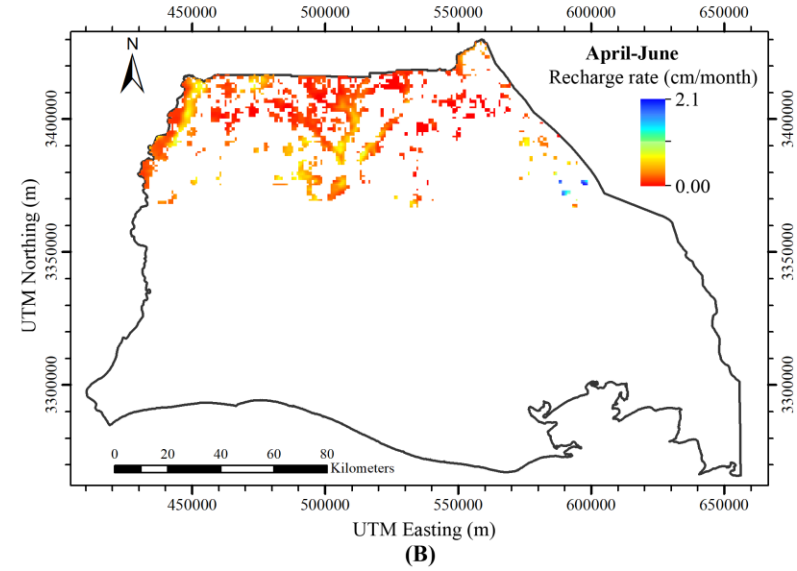 450000 500000 550000 600000 650000
N
April-June
Recharge rate (cm/month)
2.1
0.00
3400000 3400000
3350000 3350000
3300000 3300000
UTM Northing (m)
0 20 40 60 80
Kilometers
450000 500000 550000 600000 650000
UTM Easting (m)
(B)